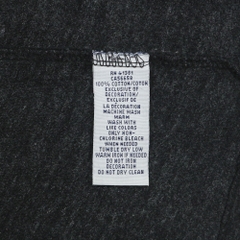 RN 41381
CA56658
100% COTTON/COTON
EXCLUSIVE OF
DECORATION/
EXCLUSIF DE
LA DÉCORATION
MACHINE WASH
WARM
WASH WITH
LIKE COLORS
ONLY NON-
CHLORINE BLEACH
WHEN NEEDED
TUMBLE DRY LOW
WARM IRON IF NEEDED
DO NOT IRON
DECORATION
DO NOT DRY CLEAN